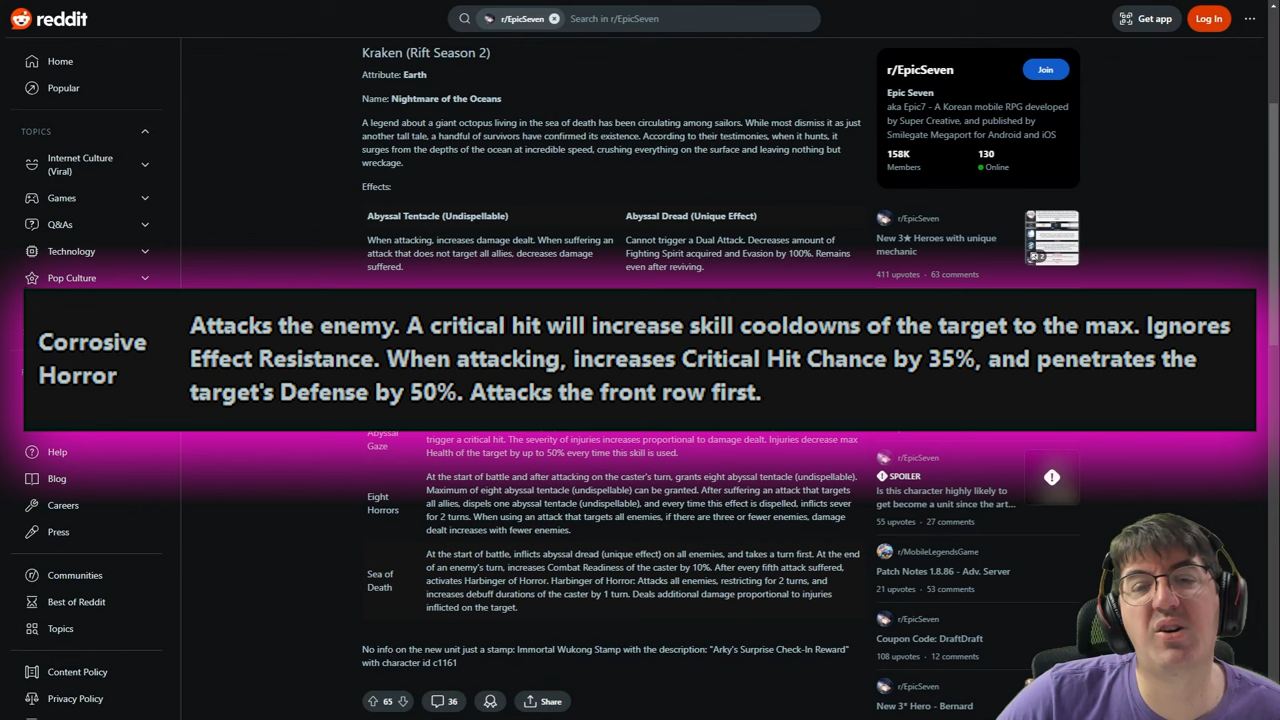 reddit
r/EpicSeven
Search in r/EpicSeven
Get app
Log In
Home
Popular
TOPICS
Internet Culture
(Viral)
Games
Q&As
Technology
Pop Culture
Help
Blog
Careers
Press
Communities
Best of Reddit
Topics
Content Policy
Privacy Policy
Kraken (Rift Season 2)
Attribute: Earth
Name: Nightmare of the Oceans
A legend about a giant octopus living in the sea of death has been circulating among sailors. While most dismiss it as just
another tall tale, a handful of survivors have confirmed its existence. According to their testimonies, when it hunts, it
surges from the depths of the ocean at incredible speed, crushing everything on the surface and leaving nothing but
wreckage.
Effects:
Abyssal Tentacle (Undispellable)
Abyssal Dread (Unique Effect)
When attacking, increases damage dealt. When suffering an
attack that does not target all allies, decreases damage
suffered.
Cannot trigger a Dual Attack. Decreases amount of
Fighting Spirit acquired and Evasion by 100%. Remains
even after reviving.
Corrosive
Horror
Attacks the enemy. A critical hit will increase skill cooldowns of the target to the max. Ignores
Effect Resistance. When attacking, increases Critical Hit Chance by 35%, and penetrates the
target's Defense by 50%. Attacks the front row first.
Abyssal
Gaze
trigger a critical hit. The severity of injuries increases proportional to damage dealt. Injuries decrease max
Health of the target by up to 50% every time this skill is used.
Eight
Horrors
At the start of battle and after attacking on the caster's turn, grants eight abyssal tentacle (undispellable).
Maximum of eight abyssal tentacle (undispellable) can be granted. After suffering an attack that targets
all allies, dispels one abyssal tentacle (undispellable), and every time this effect is dispelled, inflicts sever
for 2 turns. When using an attack that targets all enemies, if there are three or fewer enemies, damage
dealt increases with fewer enemies.
Sea of
Death
At the start of battle, inflicts abyssal dread (unique effect) on all enemies, and takes a turn first. At the end
of an enemy's turn, increases Combat Readiness of the caster by 10%. After every fifth attack suffered,
activates Harbinger of Horror. Harbinger of Horror: Attacks all enemies, restricting for 2 turns, and
increases debuff durations of the caster by 1 turn. Deals additional damage proportional to injuries
inflicted on the target.
No info on the new unit just a stamp: Immortal Wukong Stamp with the description: "Arky's Surprise Check-In Reward"
with character id c1161
65
36
Share
r/EpicSeven
Join
Epic Seven
aka Epic7 - A Korean mobile RPG developed
by Super Creative, and published by
Smilegate Megaport for Android and iOS
158K
130
Members
Online
r/EpicSeven
New 3★ Heroes with unique
mechanic
411 upvotes · 63 comments
r/EpicSeven
SPOILER
Is this character highly likely to
get become a unit since the art...
55 upvotes · 27 comments
r/MobileLegendsGame
Patch Notes 1.8.86 - Adv. Server
21 upvotes · 53 comments
r/EpicSeven
Coupon Code: DraftDraft
108 upvotes · 12 comments
r/EpicSeven
New 3* Hero - Bernard